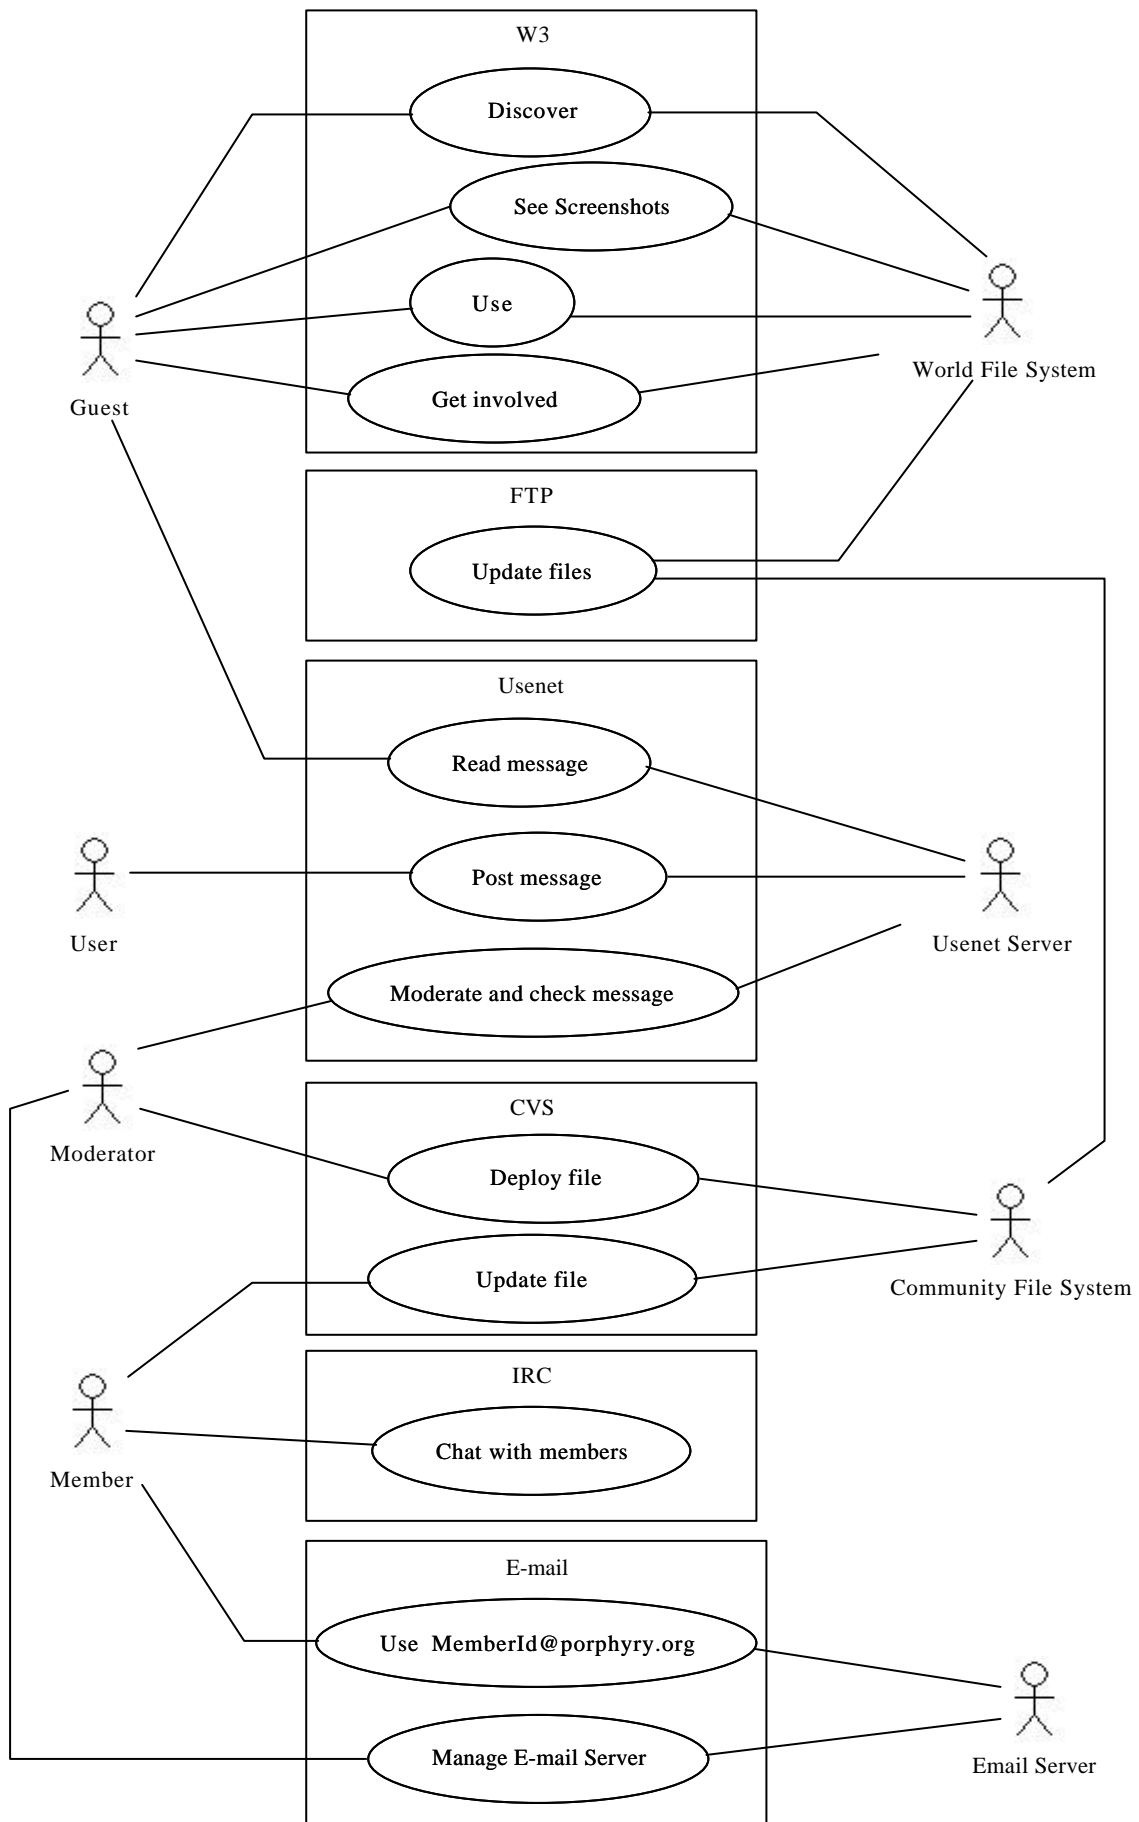 W3
Discover
See Screenshots
Use
World File System
Get involved
Guest
FTP
Update files
Usenet
Read message
Post message
User
Usenet Server
Moderate and check message
CVS
Moderator
Deploy file
Update file
Community File System
IRC
Chat with members
Member
E-mail
Use MemberId@porphyry.org
Manage E-mail Server
Email Server